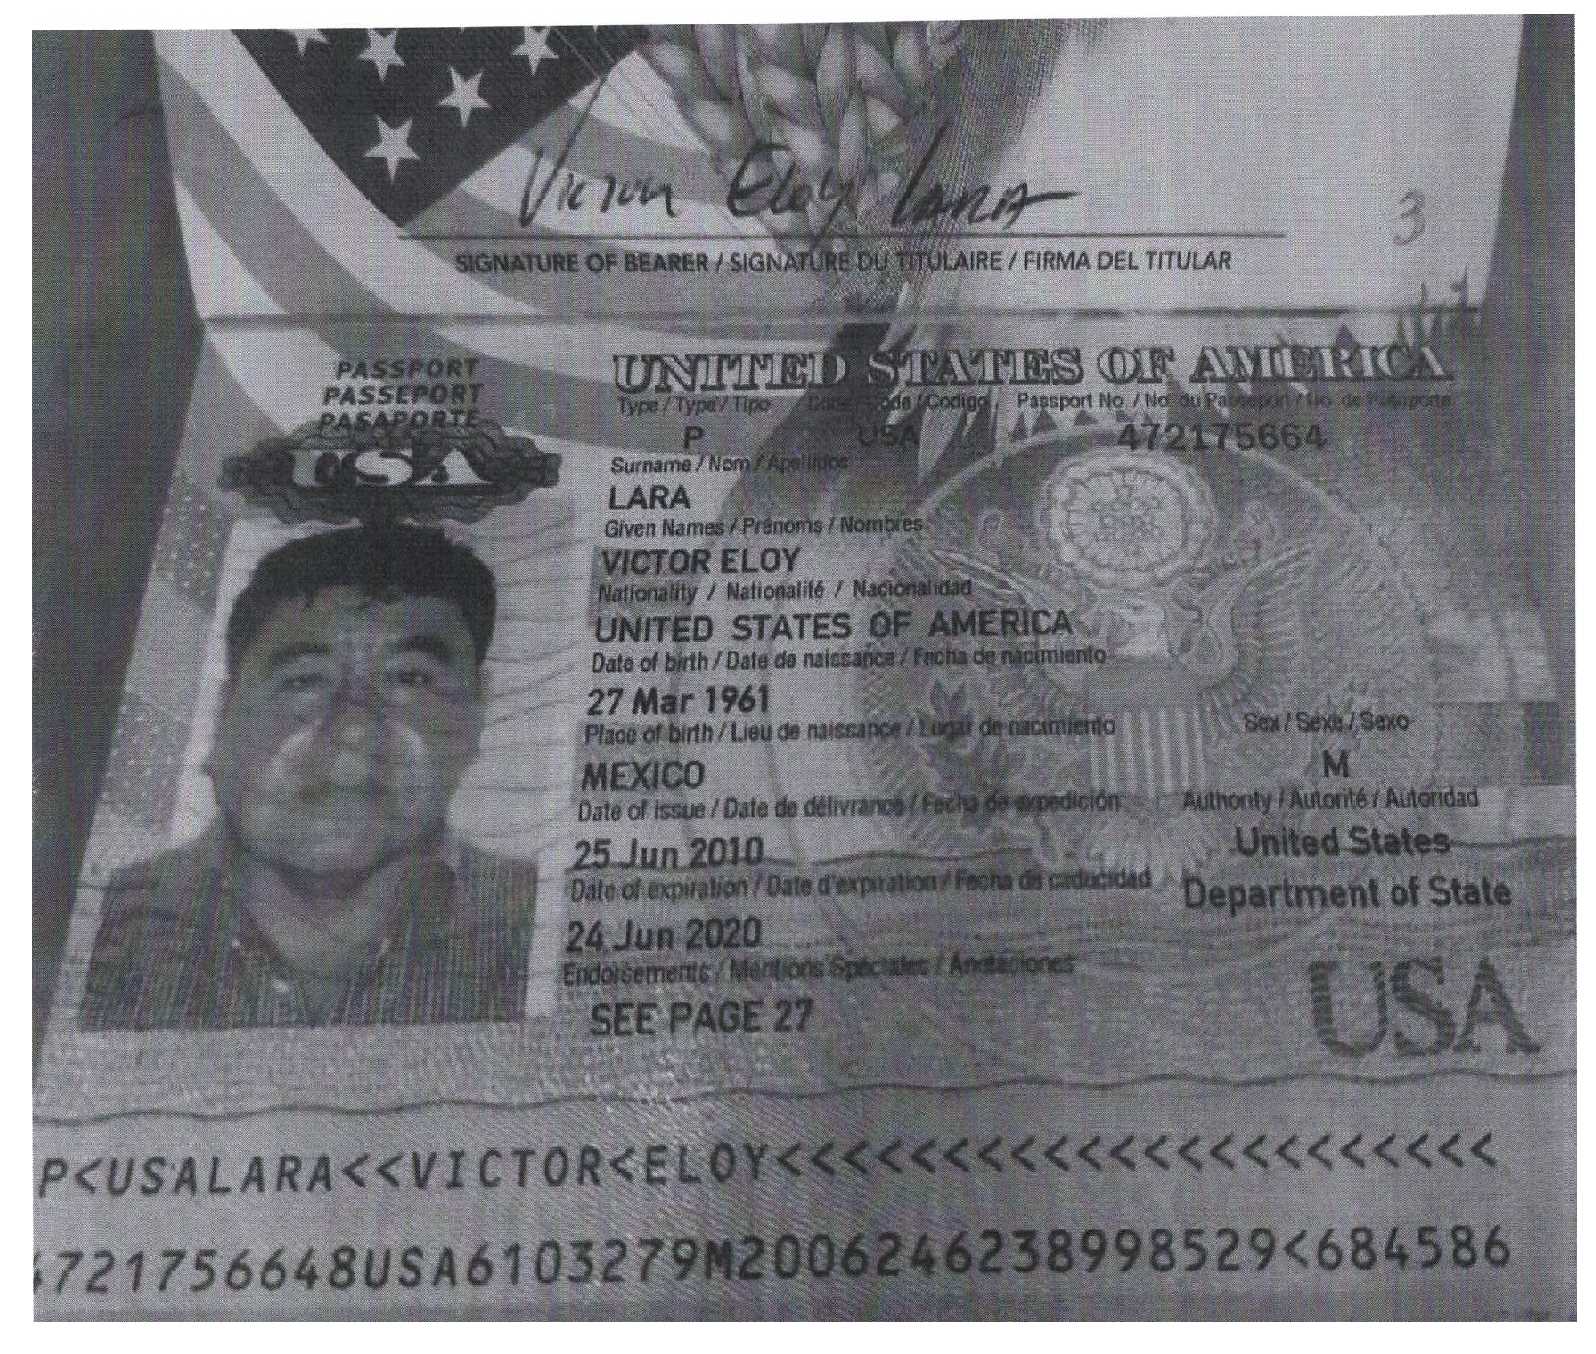 Victor Eloy Lara
3
SIGNATURE OF BEARER / SIGNATURE DU TITULAIRE / FIRMA DEL TITULAR
PASSPORT
PASSEPORT
PASAPORTE
USA
UNITED STATES OF AMERICA
Type / Type / Tipo Code / Codigo Passport No. / No. du Passeport / No. de Pasaporte
P USA 472175664
Surname / Nom / Apellidos
LARA
Given Names / Prénoms / Nombres
VICTOR ELOY
Nationality / Nationalité / Nacionalidad
UNITED STATES OF AMERICA
Date of birth / Date de naissance / Fecha de nacimiento
27 Mar 1961
Place of birth / Lieu de naissance / Lugar de nacimiento Sex / Sexe / Sexo
MEXICO M
Date of issue / Date de délivrance / Fecha de expedición Authority / Autorité / Autoridad
25 Jun 2010 United States
Date of expiration / Date d'expiration / Fecha de caducidad Department of State
24 Jun 2020
Endorsements / Mentions Spéciales / Anotaciones
SEE PAGE 27
USA
P<USALARA<<VICTOR<ELOY<<<<<<<<<<<<<<<<<<<<<<
4721756648USA6103279M2006246238998529<684586